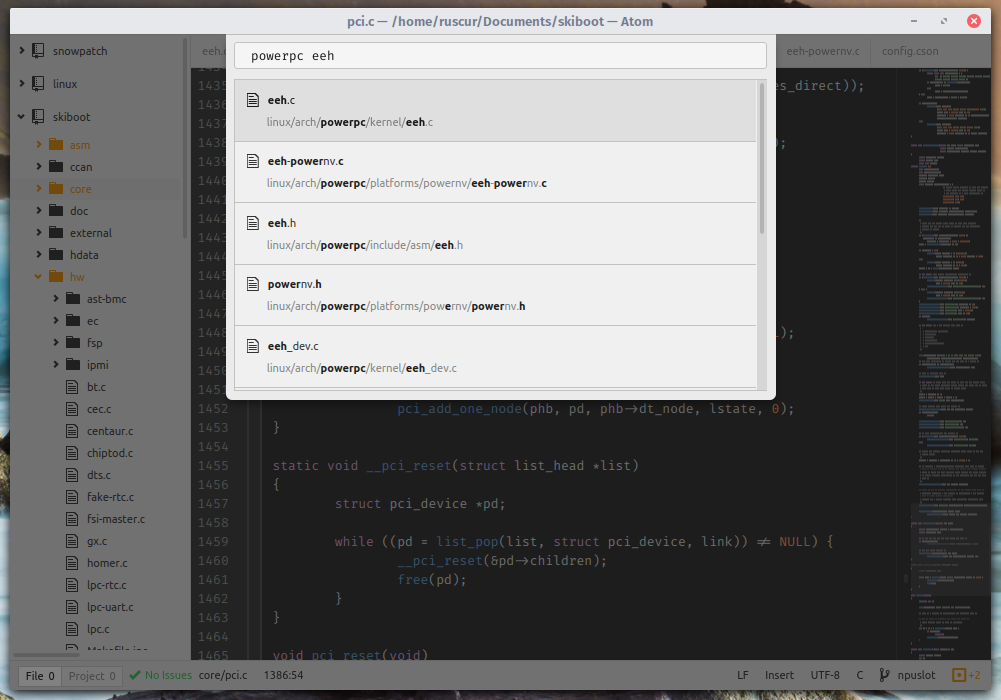 pci.c — /home/ruscur/Documents/skiboot — Atom
snowpatch
linux
skiboot
asm
ccan
core
doc
external
hdata
hw
ast-bmc
ec
fsp
ipmi
bt.c
cec.c
centaur.c
chiptod.c
dts.c
fake-rtc.c
fsi-master.c
gx.c
homer.c
lpc-rtc.c
lpc-uart.c
lpc.c
eeh-powernv.c
config.cson
powerpc eeh
eeh.c
linux/arch/powerpc/kernel/eeh.c
eeh-powernv.c
linux/arch/powerpc/platforms/powernv/eeh-powernv.c
eeh.h
linux/arch/powerpc/include/asm/eeh.h
powernv.h
linux/arch/powerpc/platforms/powernv/powernv.h
eeh_dev.c
linux/arch/powerpc/kernel/eeh_dev.c
1435 es_direct));
1436
1437
1438 );
1439
1440
1441
1442
1443
1444
1445
1446
1447
1448 );
1449
1450
1451
1452 pci_add_one_node(phb, pd, phb->dt_node, lstate, 0);
1453 }
1454
1455 static void __pci_reset(struct list_head *list)
1456 {
1457 struct pci_device *pd;
1458
1459 while ((pd = list_pop(list, struct pci_device, link)) != NULL) {
1460 __pci_reset(&pd->children);
1461 free(pd);
1462 }
1463 }
1464
1465 void pci_reset(void)
File 0 Project 0 No Issues core/pci.c 1386:54 LF Insert UTF-8 C npuslot +2